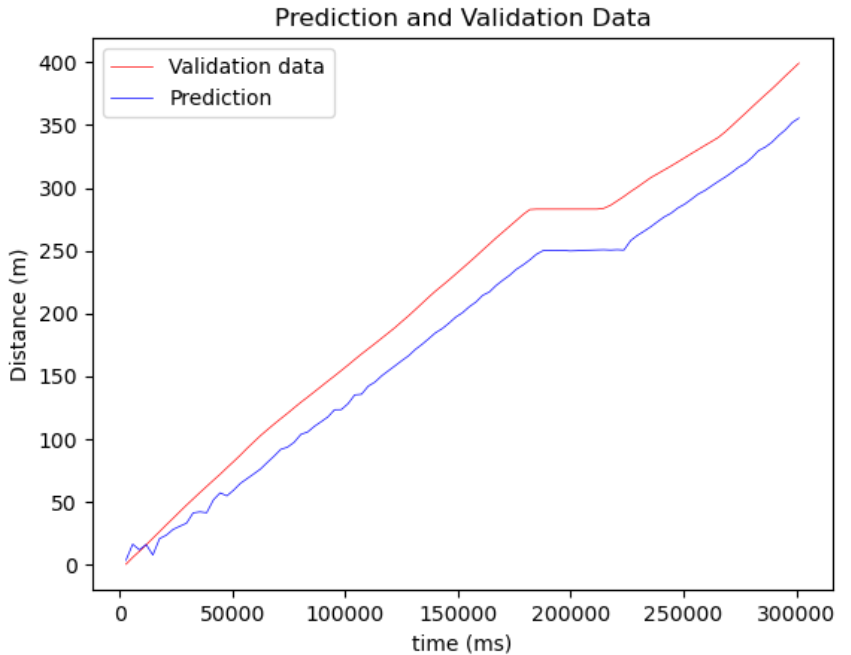 Prediction and Validation Data
Validation data
Prediction
400
350
300
250
200
150
100
50
0
Distance (m)
0 50000 100000 150000 200000 250000 300000
time (ms)